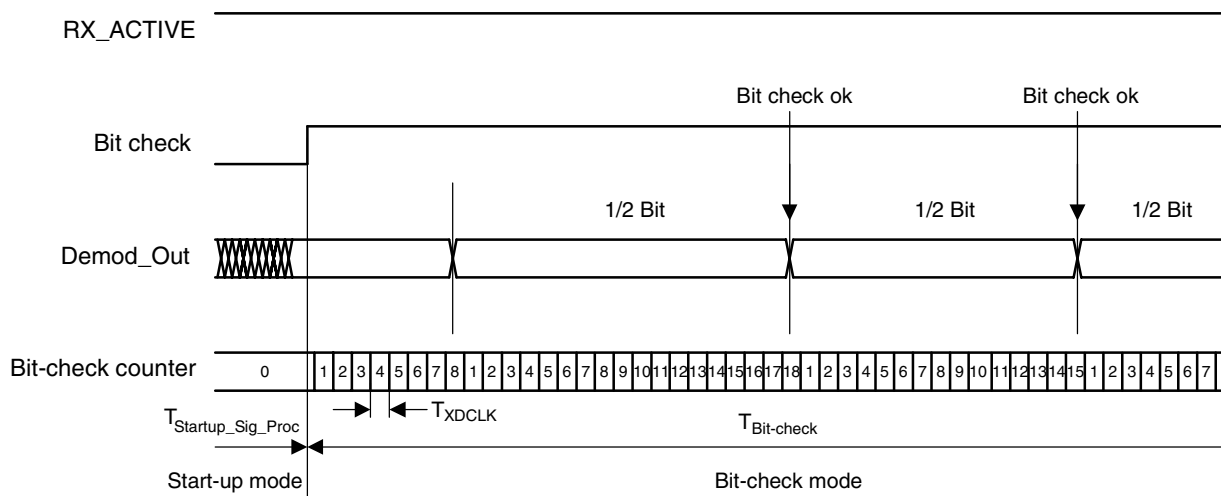 RX_ACTIVE
Bit check ok Bit check ok
Bit check
1/2 Bit 1/2 Bit 1/2 Bit
Demod_Out
Bit-check counter 0 1 2 3 4 5 6 7 8 1 2 3 4 5 6 7 8 9 10 11 12 13 14 15 16 17 18 1 2 3 4 5 6 7 8 9 10 11 12 13 14 15 1 2 3 4 5 6 7
TStartup_Sig_Proc TXDCLK TBit-check
Start-up mode Bit-check mode